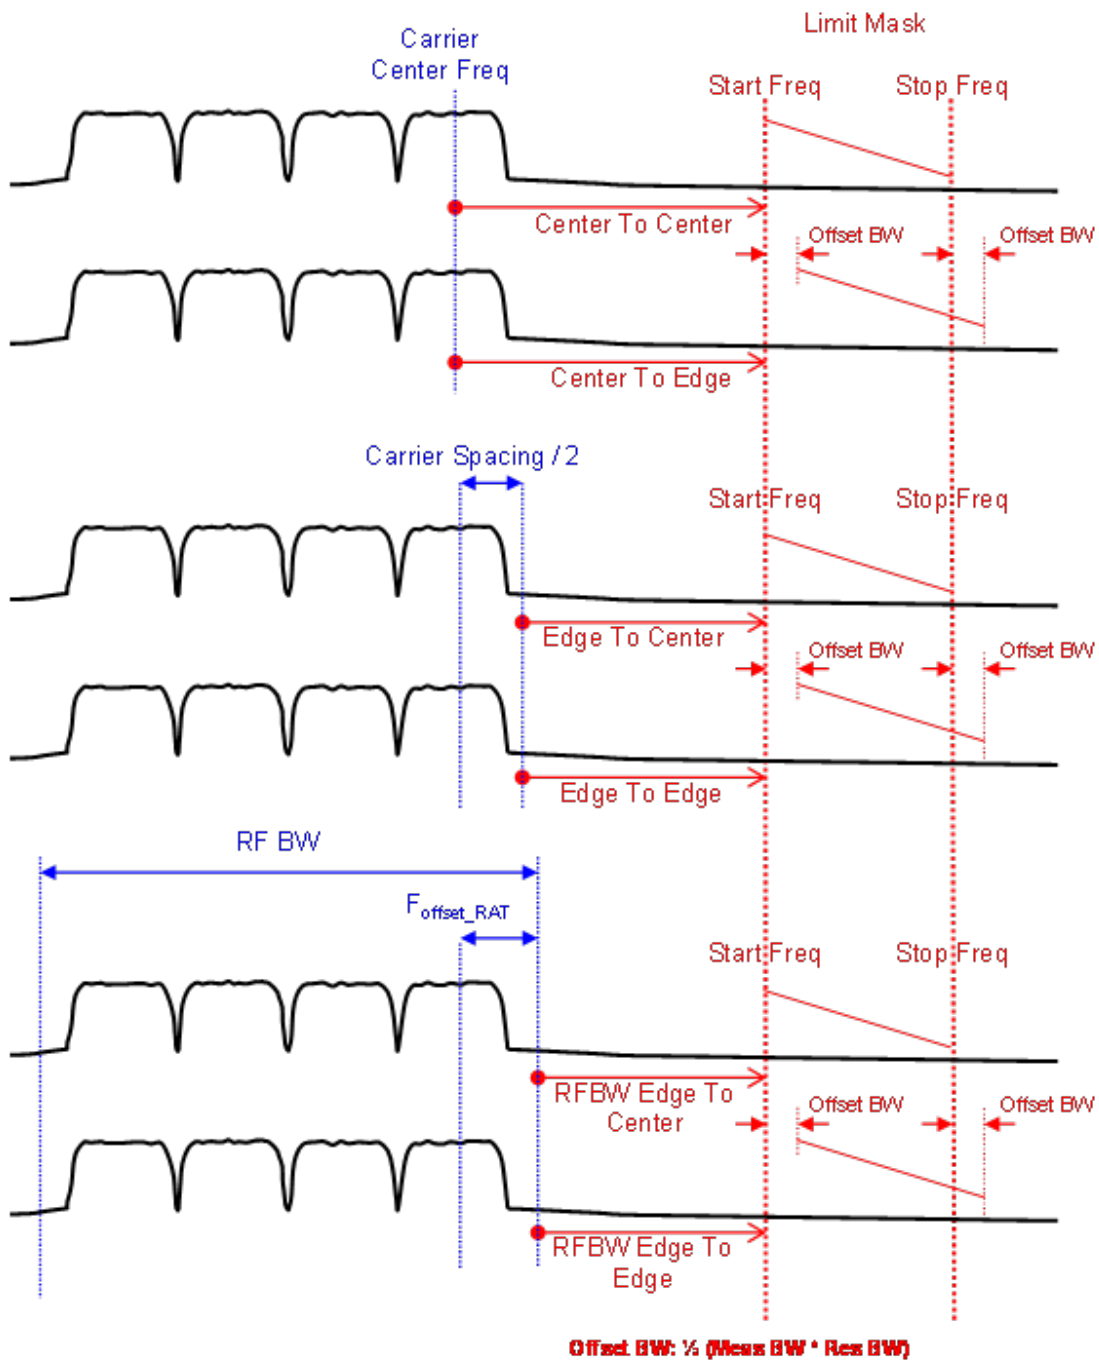 Limit Mask
Carrier
Center Freq
Start Freq
Stop Freq
Center To Center
Offset BW
Offset BW
Center To Edge
Carrier Spacing / 2
Start Freq
Stop Freq
Edge To Center
Offset BW
Offset BW
Edge To Edge
RF BW
Foffset_RAT
Start Freq
Stop Freq
RFBW Edge To
Center
Offset BW
Offset BW
RFBW Edge To
Edge
Offset BW: ½ (Meas BW * Res BW)